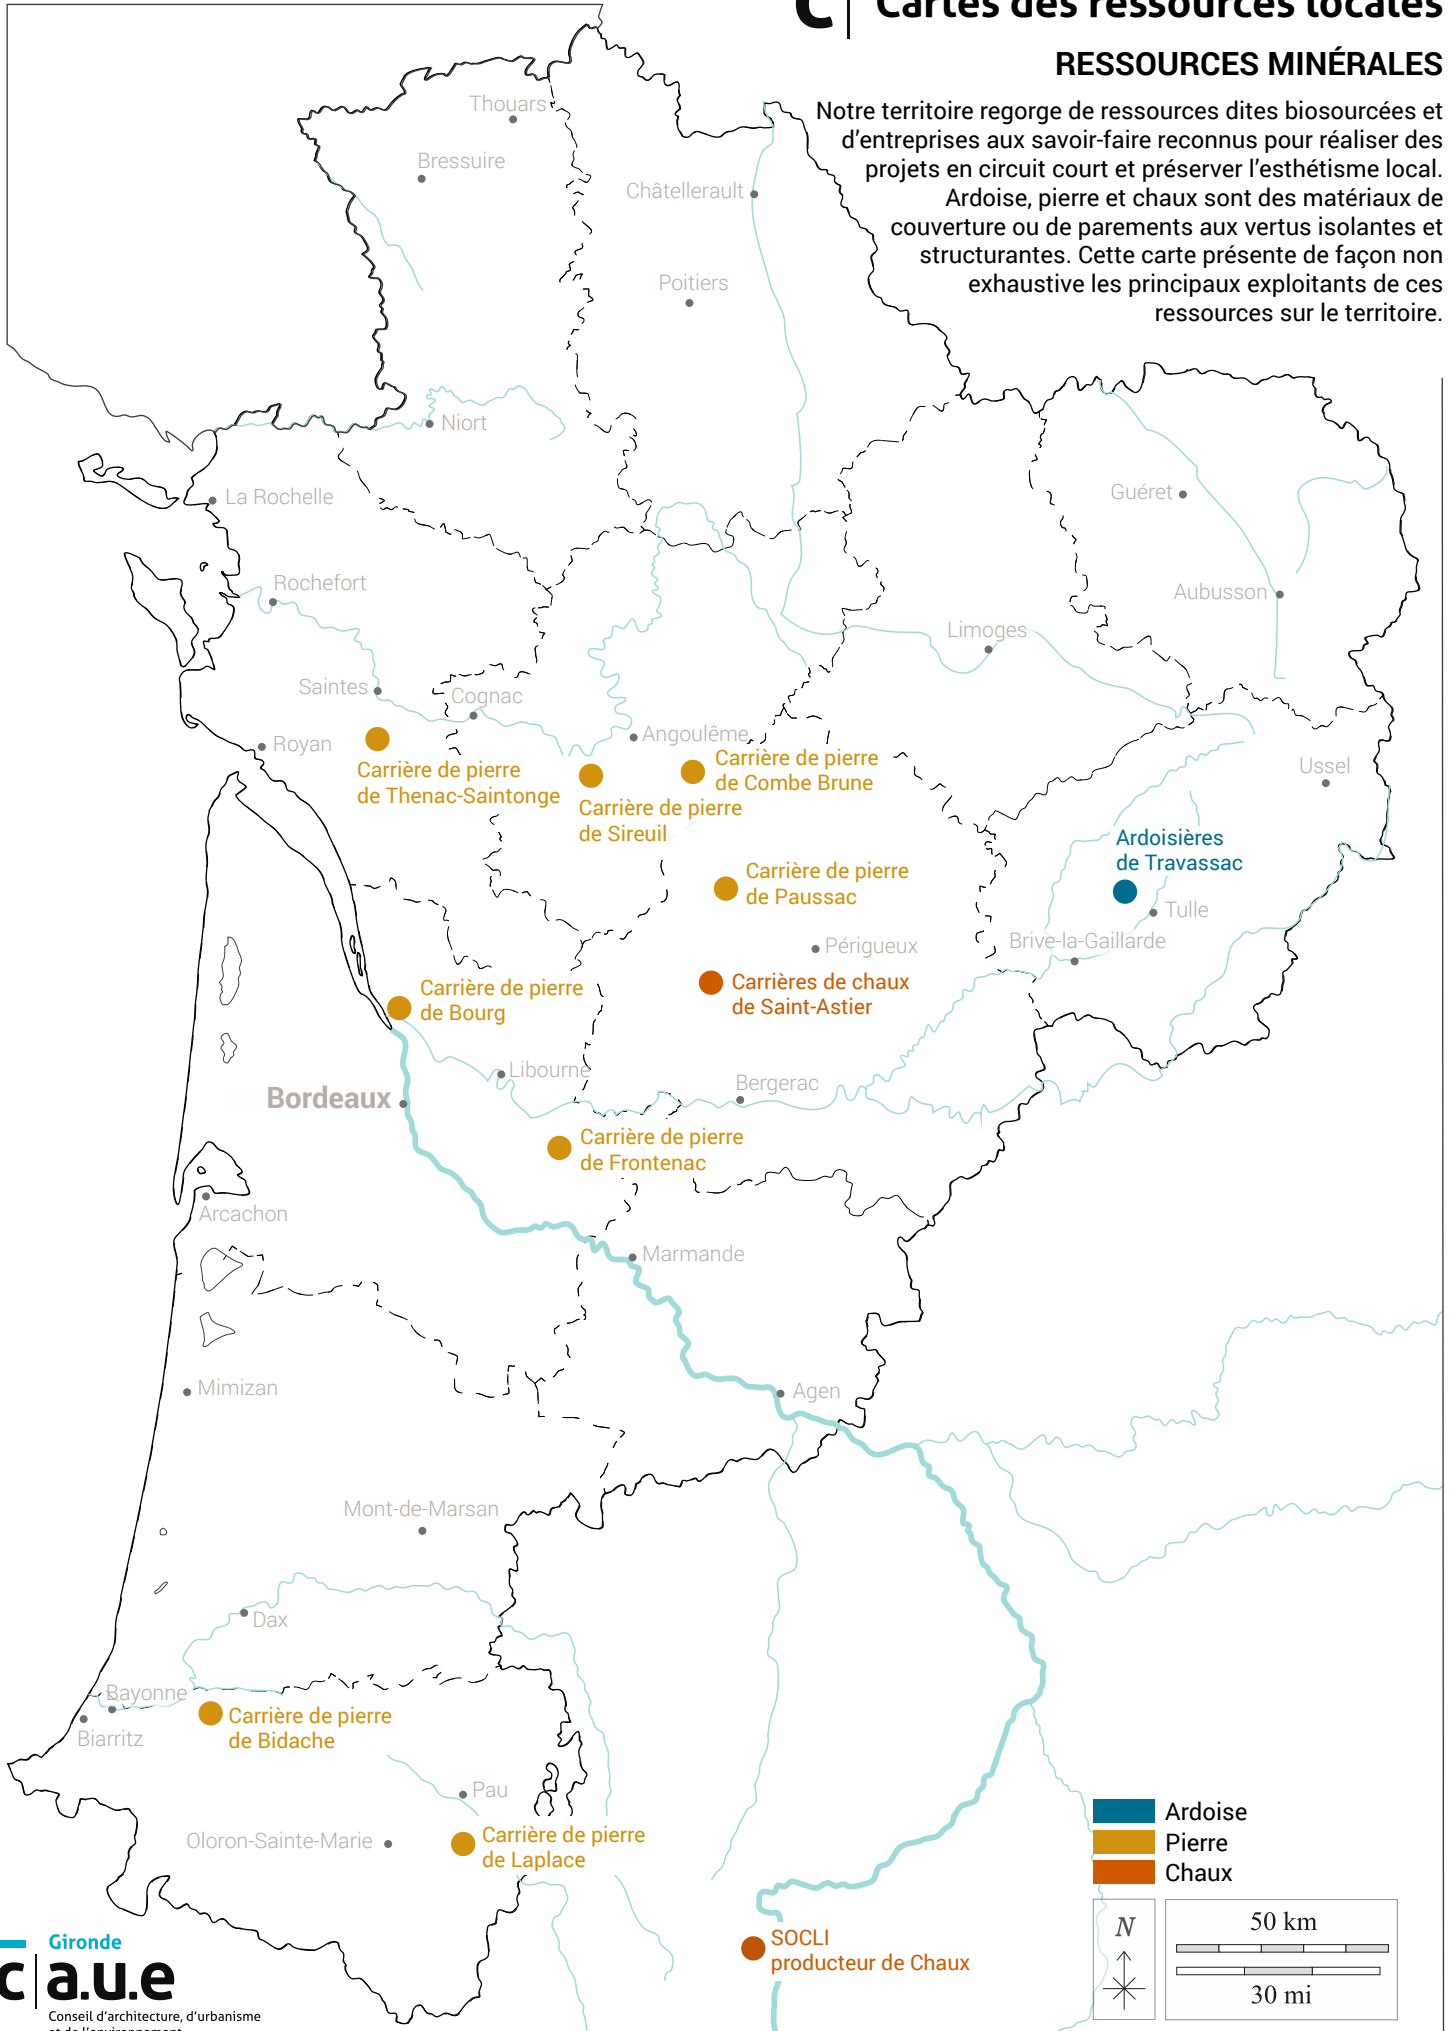 c| Cartes des ressources locales
RESSOURCES MINÉRALES
Notre territoire regorge de ressources dites biosourcées et
d'entreprises aux savoir-faire reconnus pour réaliser des
projets en circuit court et préserver l'esthétisme local.
Ardoise, pierre et chaux sont des matériaux de
couverture ou de parements aux vertus isolantes et
structurantes. Cette carte présente de façon non
exhaustive les principaux exploitants de ces
ressources sur le territoire.
Thouars
Bressuire
Châtellerault
Poitiers
Niort
La Rochelle
Guéret
Rochefort
Aubusson
Limoges
Saintes
Cognac
Royan
Angoulême
Carrière de pierre
de Thenac-Saintonge
Carrière de pierre
de Combe Brune
Carrière de pierre
de Sireuil
Ussel
Ardoisières
de Travassac
Carrière de pierre
de Paussac
Tulle
Brive-la-Gaillarde
Périgueux
Carrières de chaux
de Saint-Astier
Carrière de pierre
de Bourg
Libourne
Bergerac
Bordeaux
Carrière de pierre
de Frontenac
Arcachon
Marmande
Mimizan
Agen
Mont-de-Marsan
Dax
Bayonne
Biarritz
Carrière de pierre
de Bidache
Pau
Oloron-Sainte-Marie
Carrière de pierre
de Laplace
Ardoise
Pierre
Chaux
N
50 km
30 mi
SOCLI
producteur de Chaux
Gironde
c|a.u.e
Conseil d'architecture, d'urbanisme
et de l'environnement